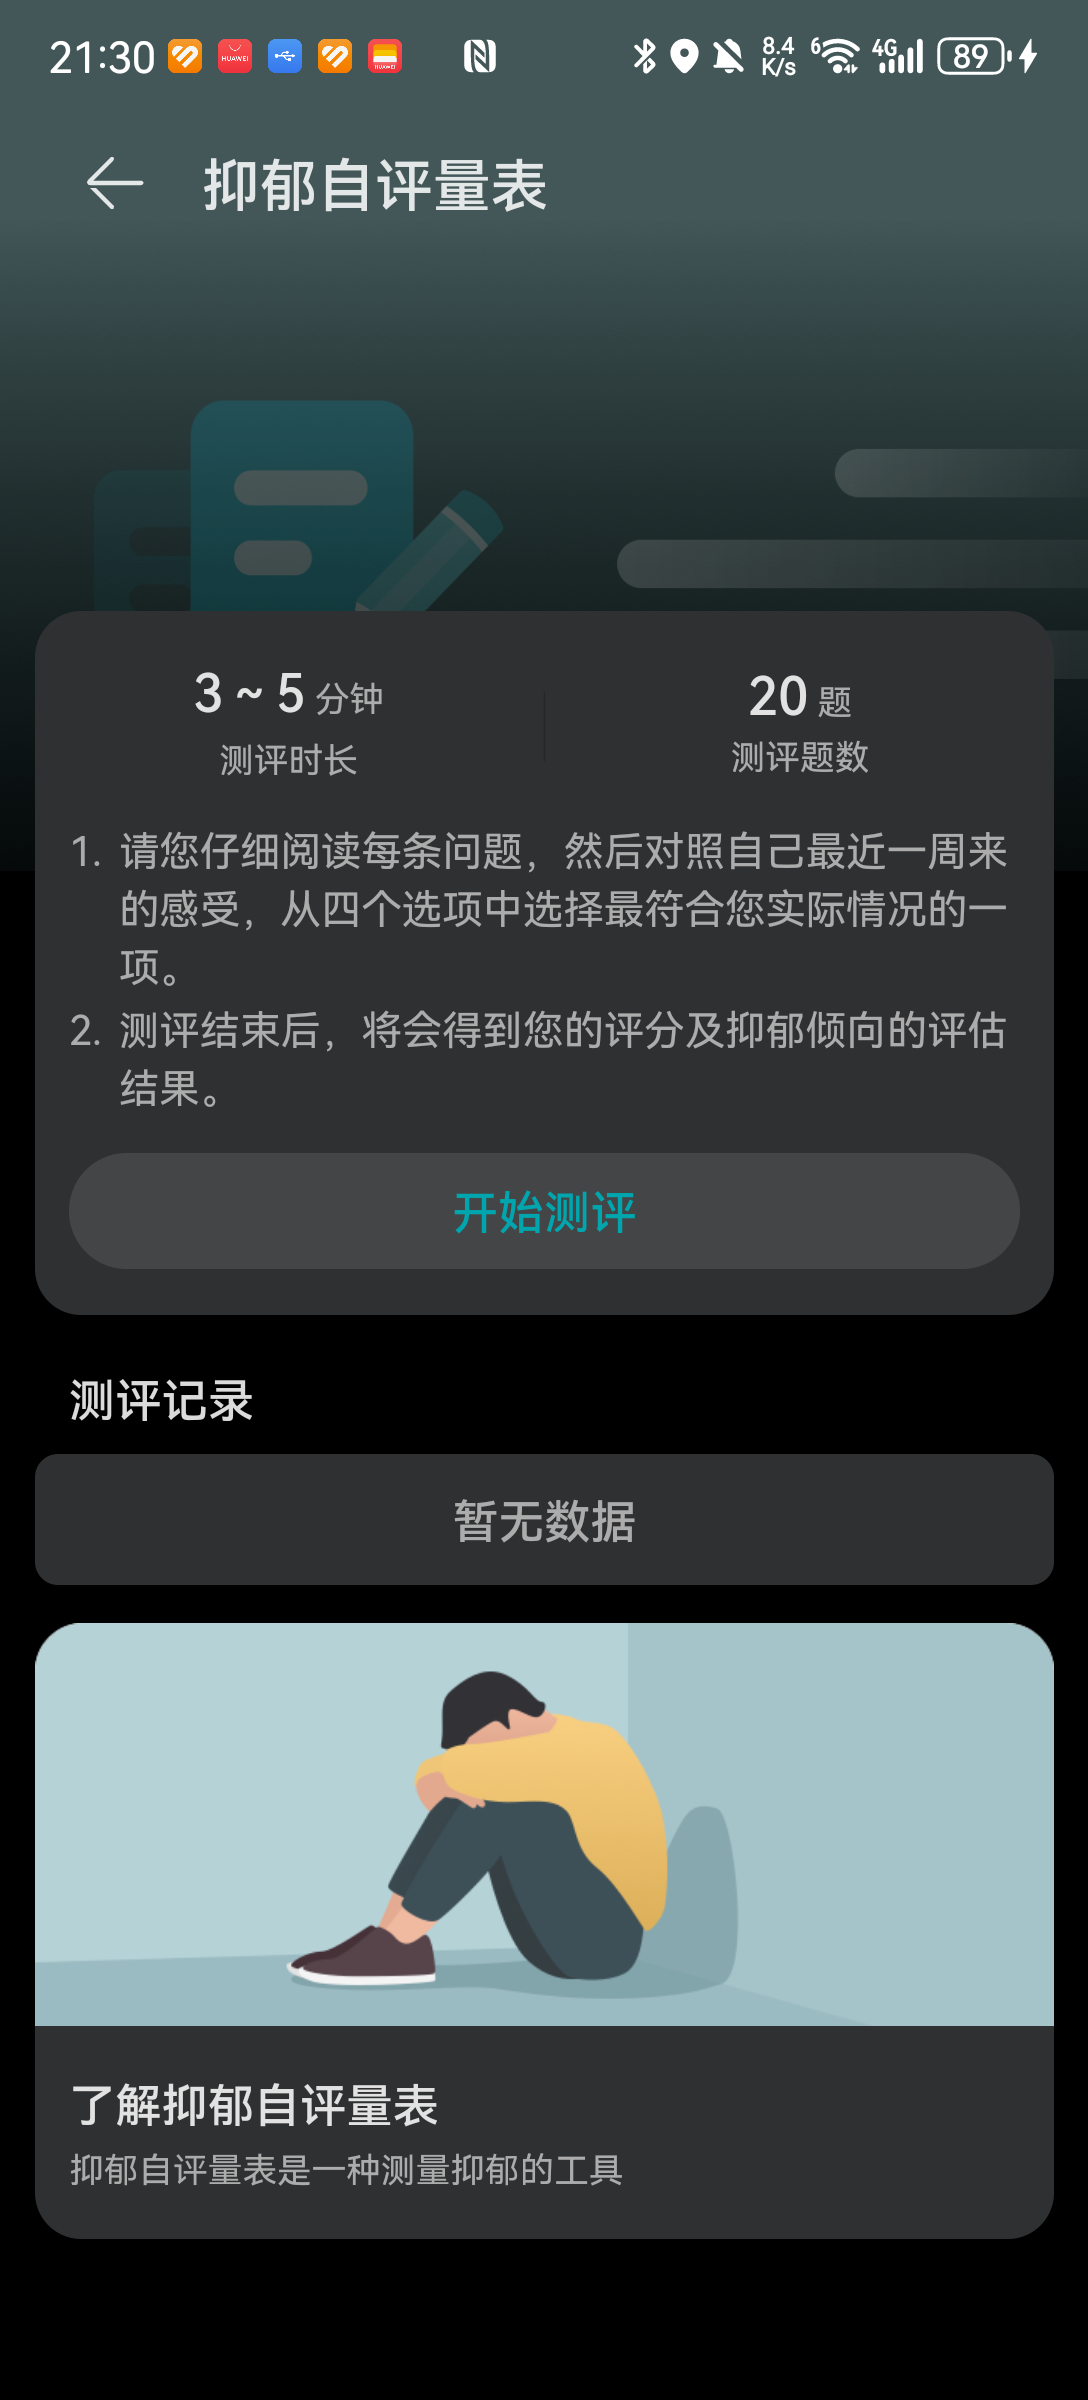 21:30
HUAWEI
HUAWEI
8.4 K/s
6
4G
89
抑郁自评量表
3 ~ 5 分钟
测评时长
20 题
测评题数
1. 请您仔细阅读每条问题，然后对照自己最近一周来
的感受，从四个选项中选择最符合您实际情况的一
项。
2. 测评结束后，将会得到您的评分及抑郁倾向的评估
结果。
开始测评
测评记录
暂无数据
了解抑郁自评量表
抑郁自评量表是一种测量抑郁的工具